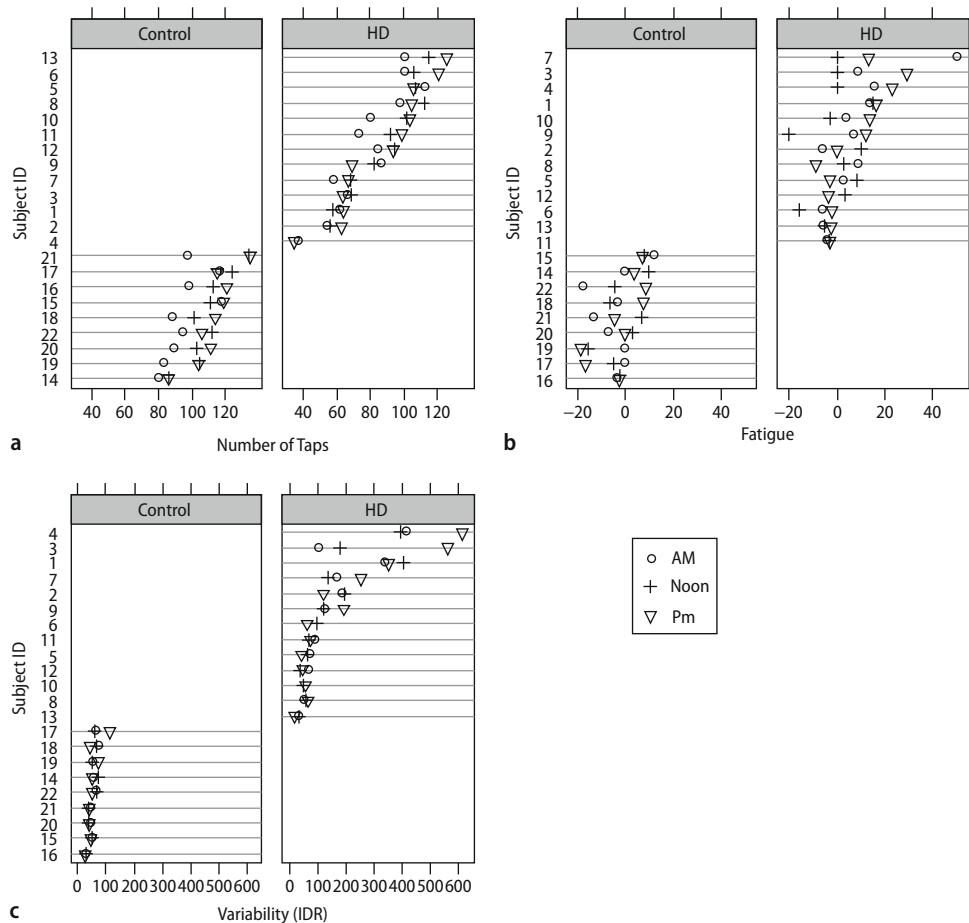 Control
HD
Subject ID
13
6
5
8
10
11
12
9
7
3
1
2
4
21
17
16
15
18
22
20
19
14
40 60 80 100 120
40 60 80 100 120
Number of Taps
a
Control
HD
Subject ID
7
3
4
1
10
9
2
8
5
12
6
13
11
15
14
22
18
21
20
19
17
16
−20 0 20 40
−20 0 20 40
Fatigue
b
Control
HD
Subject ID
4
3
1
7
2
9
6
11
5
12
10
8
13
17
18
19
14
22
21
20
15
16
0 100 200 300 400 500 600
0 100 200 300 400 500 600
Variability (IDR)
c
AM
Noon
Pm